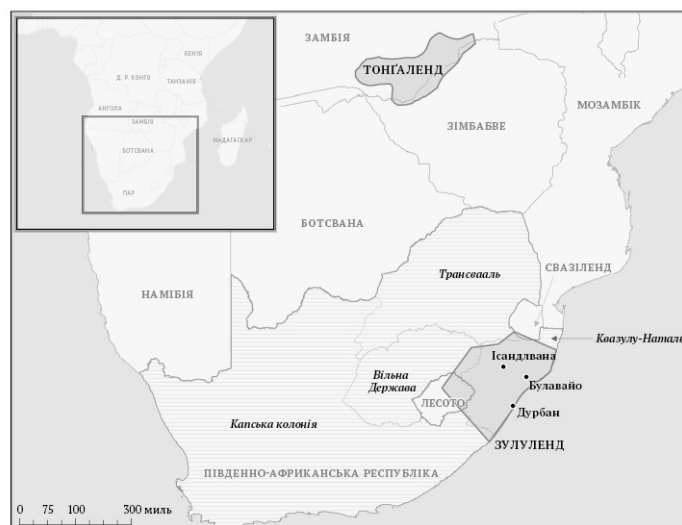 КЕНІЯ
Д. Р. КОНГО
ТАНЗАНІЯ
АНГОЛА
ЗАМБІЯ
МАДАГАСКАР
БОТСВАНА
ПАР
ЗАМБІЯ
ТОНҐАЛЕНД
МОЗАМБІК
ЗІМБАБВЕ
БОТСВАНА
СВАЗІЛЕНД
Трансвааль
НАМІБІЯ
Квазулу-Наталь
Ісандлвана
Вільна
Держава
Булавайо
ЛЕСОТО
Дурбан
Капська колонія
ЗУЛУЛЕНД
ПІВДЕННО-АФРИКАНСЬКА РЕСПУБЛІКА
0 75 100 300 миль